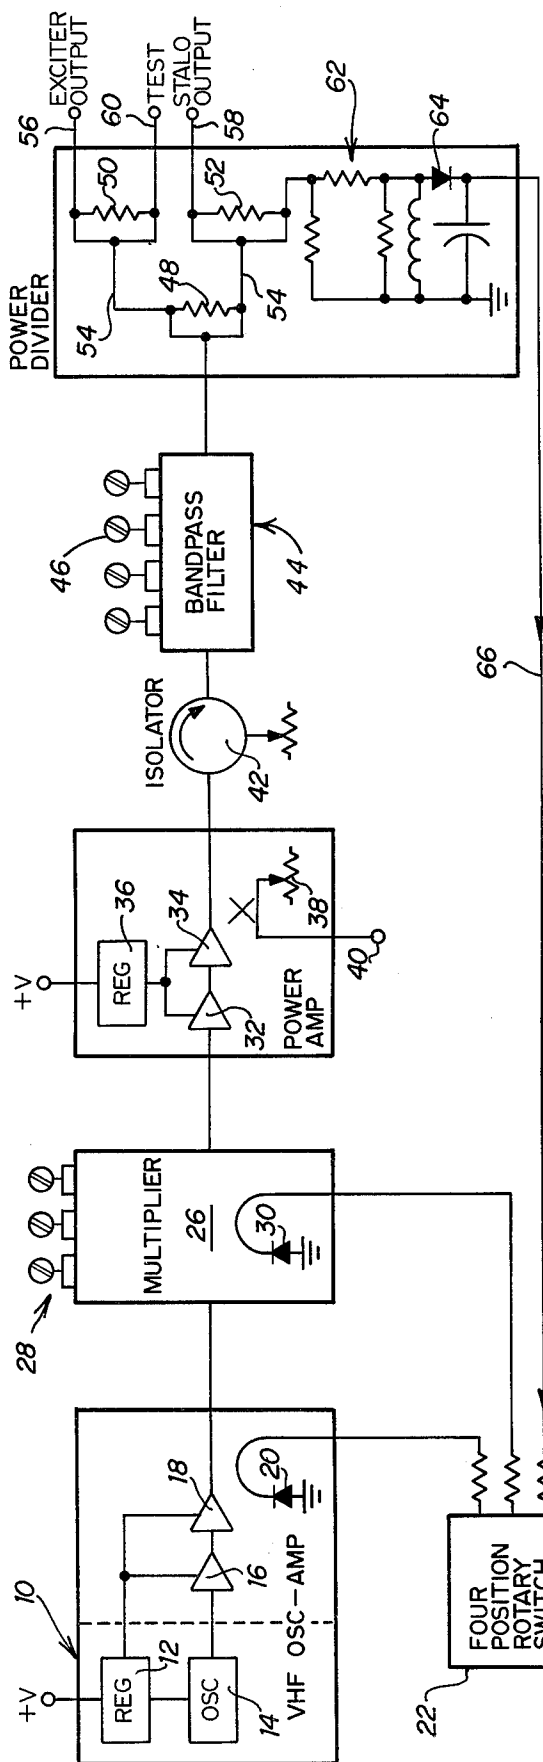 10
+V
REG
12
OSC
14
16
18
VHF OSC-AMP
20
22
FOUR
POSITION
ROTARY
SWITCH
28
MULTIPLIER
26
30
+V
REG
36
32
34
POWER
AMP
38
40
ISOLATOR
42
46
BANDPASS
FILTER
44
POWER
DIVIDER
54
48
54
50
52
56
EXCITER
OUTPUT
60
TEST
STALO
OUTPUT
58
62
64
66